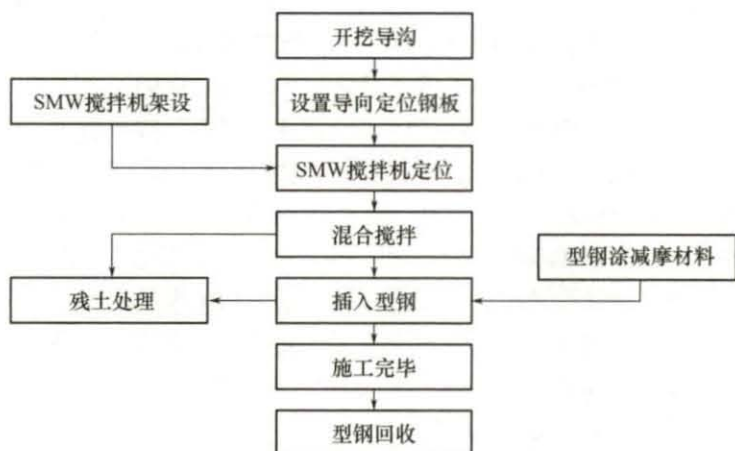 开挖导沟
SMW搅拌机架设
设置导向定位钢板
SMW搅拌机定位
混合搅拌
型钢涂减摩材料
残土处理
插入型钢
施工完毕
型钢回收